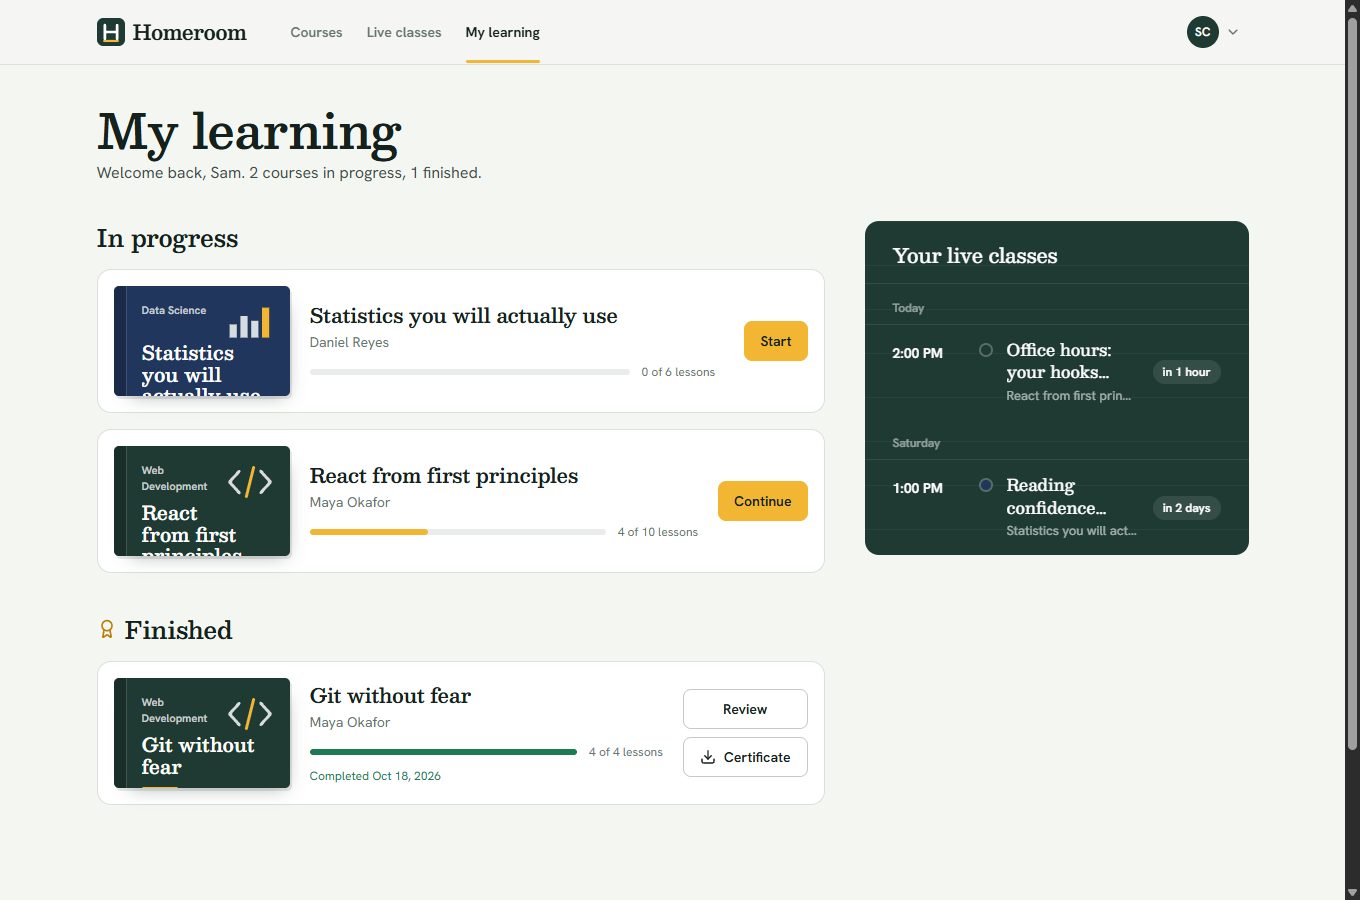 Homeroom
Courses
Live classes
My learning
SC
My learning
Welcome back, Sam. 2 courses in progress, 1 finished.
In progress
Data Science
Statistics
you will
actually use
Statistics you will actually use
Daniel Reyes
0 of 6 lessons
Start
Web
Development
React
from first
principles
React from first principles
Maya Okafor
4 of 10 lessons
Continue
Finished
Web
Development
Git without
fear
Git without fear
Maya Okafor
4 of 4 lessons
Completed Oct 18, 2026
Review
Certificate
Your live classes
Today
2:00 PM
Office hours:
your hooks...
React from first prin...
in 1 hour
Saturday
1:00 PM
Reading
confidence...
Statistics you will act...
in 2 days